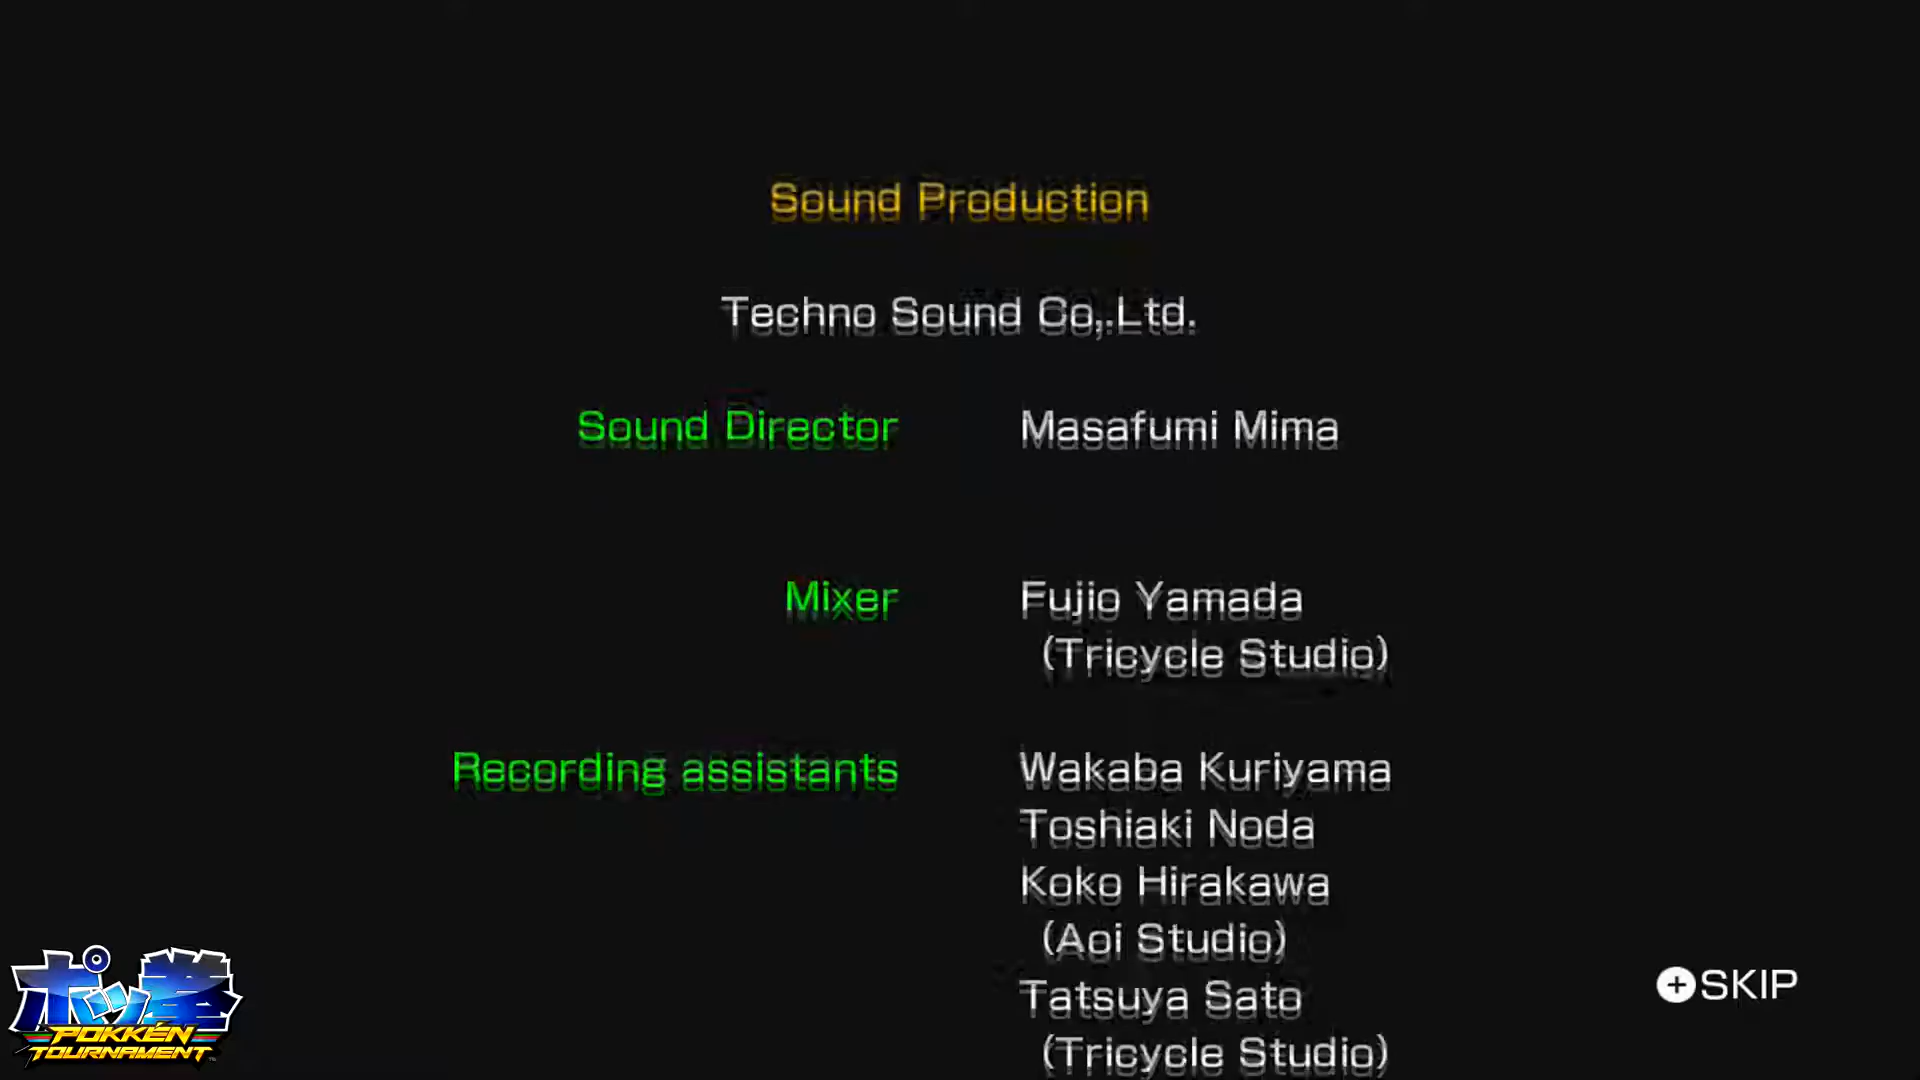 Sound Production
Techno Sound Co,.Ltd.
Sound Director Masafumi Mima
Mixer Fujio Yamada
(Tricycle Studio)
Recording assistants Wakaba Kuriyama
Toshiaki Noda
Koko Hirakawa
(Aoi Studio)
Tatsuya Sato
(Tricycle Studio)
+SKIP
ポッ拳
POKKÉN
TOURNAMENT™